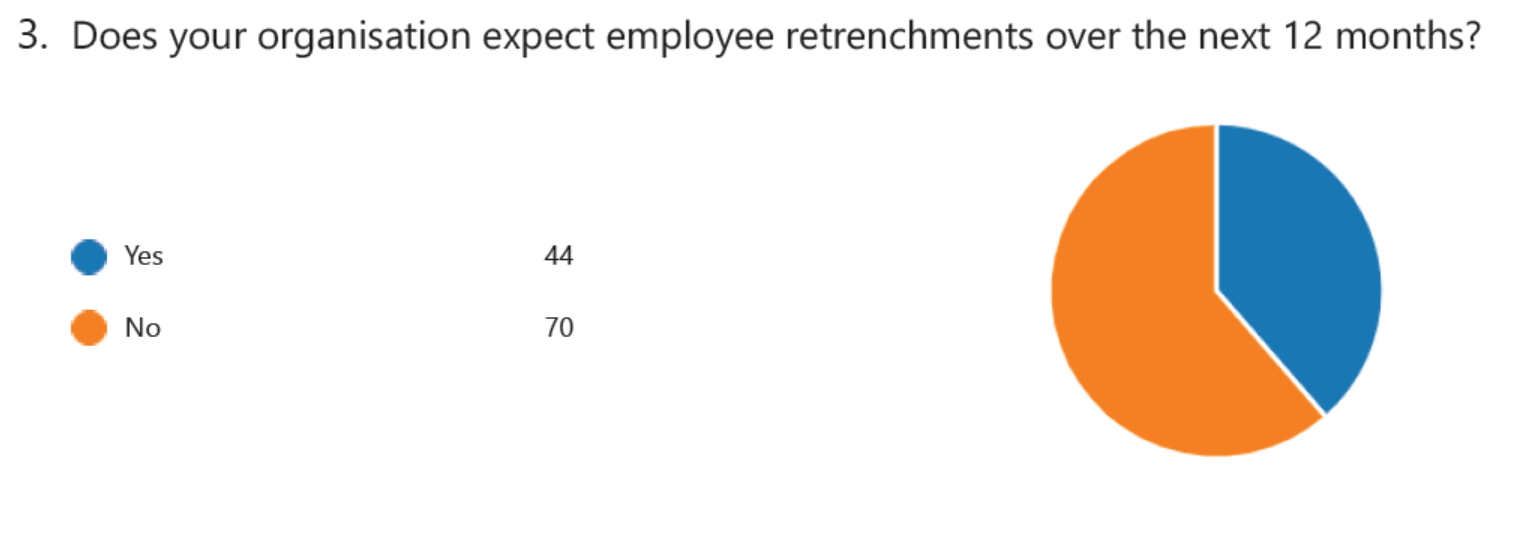 3. Does your organisation expect employee retrenchments over the next 12 months?
Yes 44
No 70